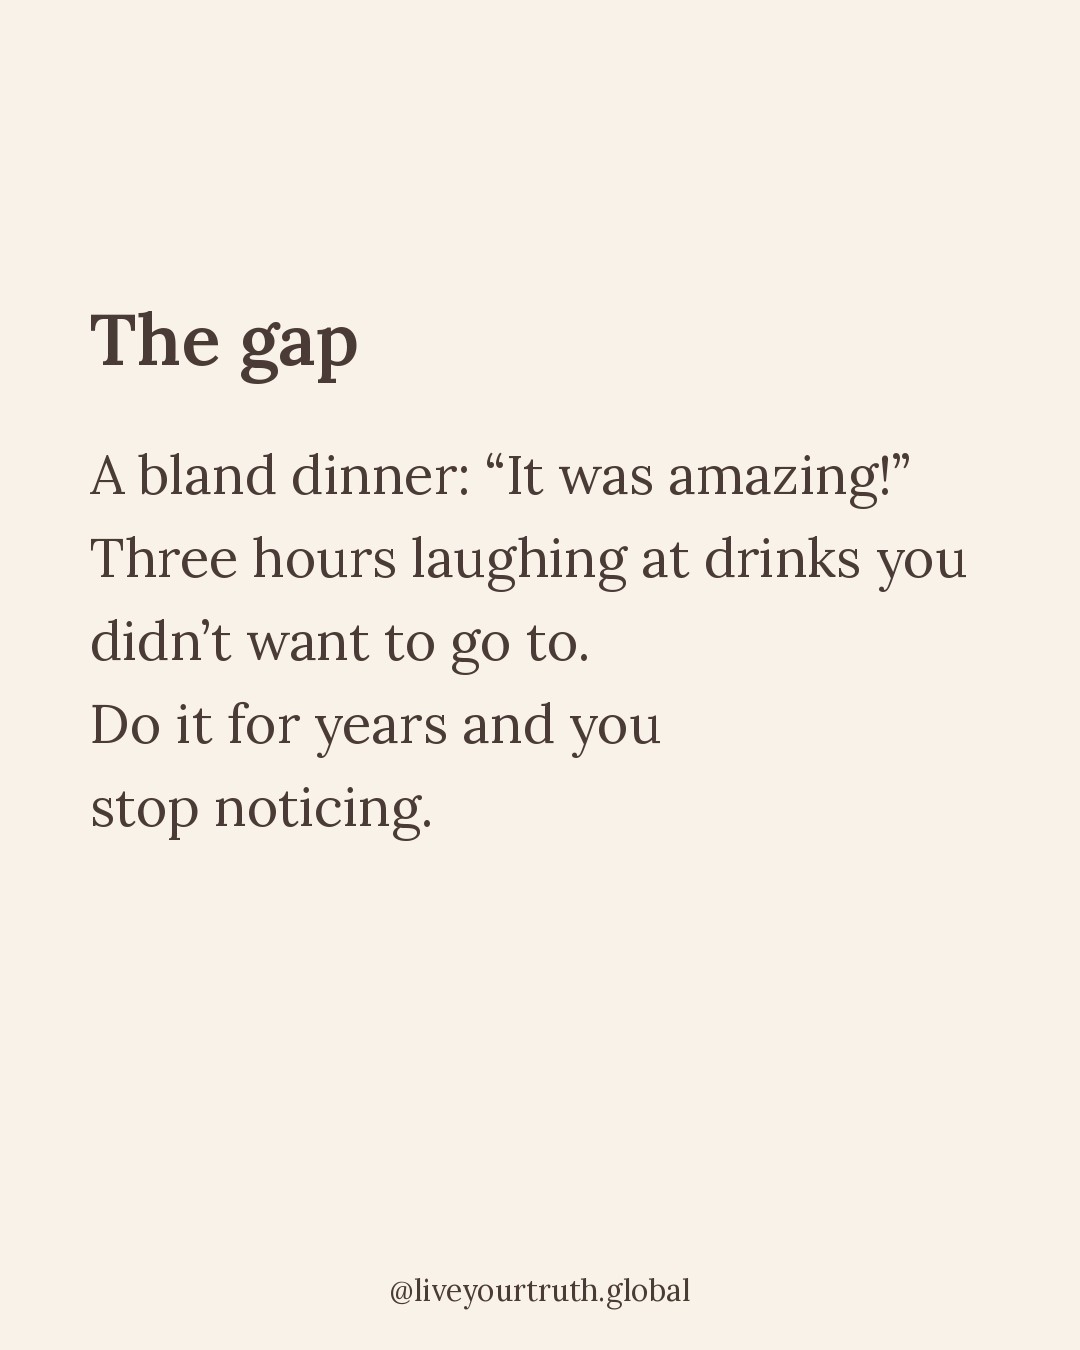 The gap
A bland dinner: “It was amazing!”
Three hours laughing at drinks you
didn’t want to go to.
Do it for years and you
stop noticing.
@liveyourtruth.global